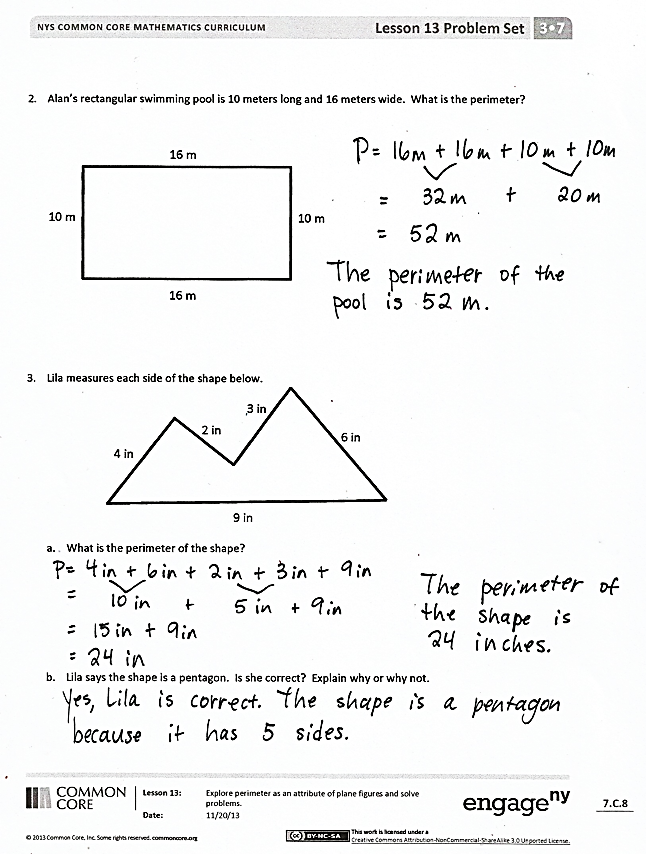 NYS COMMON CORE MATHEMATICS CURRICULUM Lesson 13 Problem Set 3•7
2. Alan's rectangular swimming pool is 10 meters long and 16 meters wide. What is the perimeter?
16 m
10 m
10 m
16 m
P= 16m + 16m + 10m + 10m
= 32m + 20m
= 52 m
The perimeter of the
pool is 52 m.
3. Lila measures each side of the shape below.
3 in
2 in
6 in
4 in
9 in
a. . What is the perimeter of the shape?
P= 4in + 6in + 2in + 3in + 9in
= 10 in + 5in + 9in
= 15in + 9in
= 24 in
The perimeter of
the shape is
24 inches.
b. Lila says the shape is a pentagon. Is she correct? Explain why or why not.
Yes, Lila is correct. The shape is a pentagon
because it has 5 sides.
COMMON
CORE
Lesson 13: Explore perimeter as an attribute of plane figures and solve
problems.
Date: 11/20/13
engageny
7.C.8
© 2013 Common Core, Inc. Some rights reserved. commoncore.org
cc BY-NC-SA
This work is licensed under a
Creative Commons Attribution-NonCommercial-ShareAlike 3.0 Unported License.